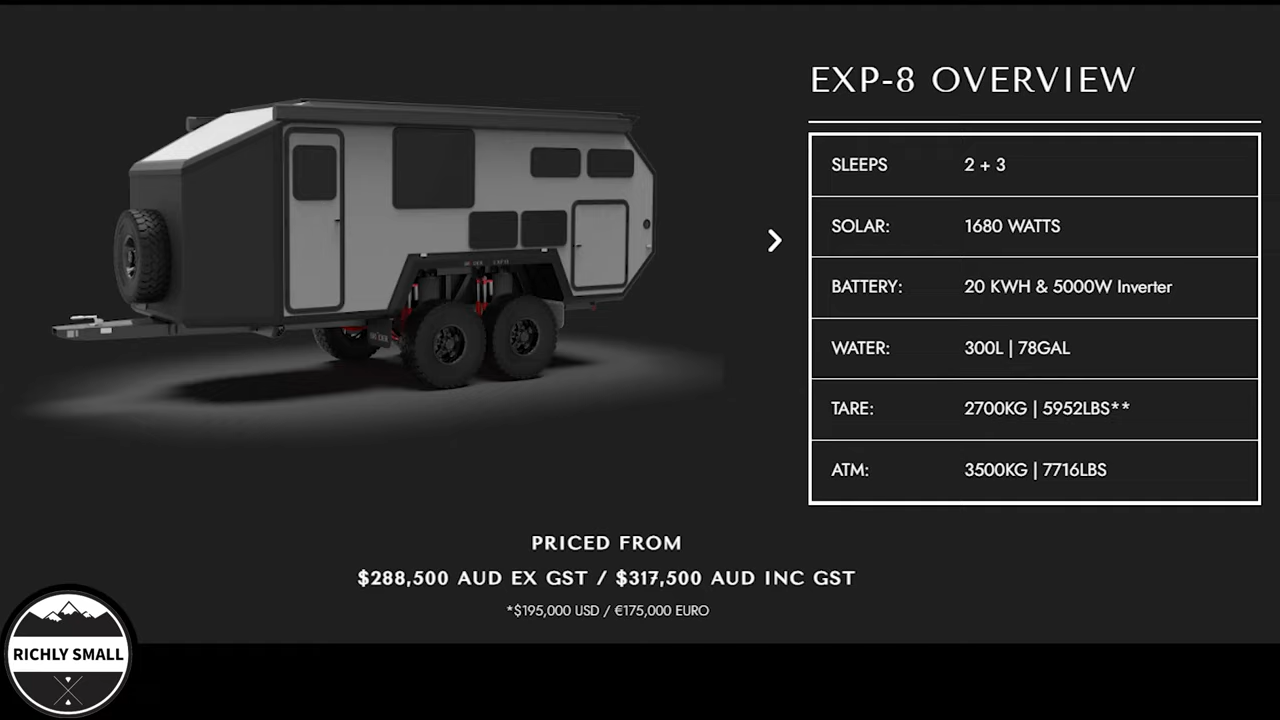 EXP-8 OVERVIEW
SLEEPS 2 + 3
SOLAR: 1680 WATTS
BATTERY: 20 KWH & 5000W Inverter
WATER: 300L | 78GAL
TARE: 2700KG | 5952LBS**
ATM: 3500KG | 7716LBS
PRICED FROM
$288,500 AUD EX GST / $317,500 AUD INC GST
*$195,000 USD / €175,000 EURO
RICHLY SMALL